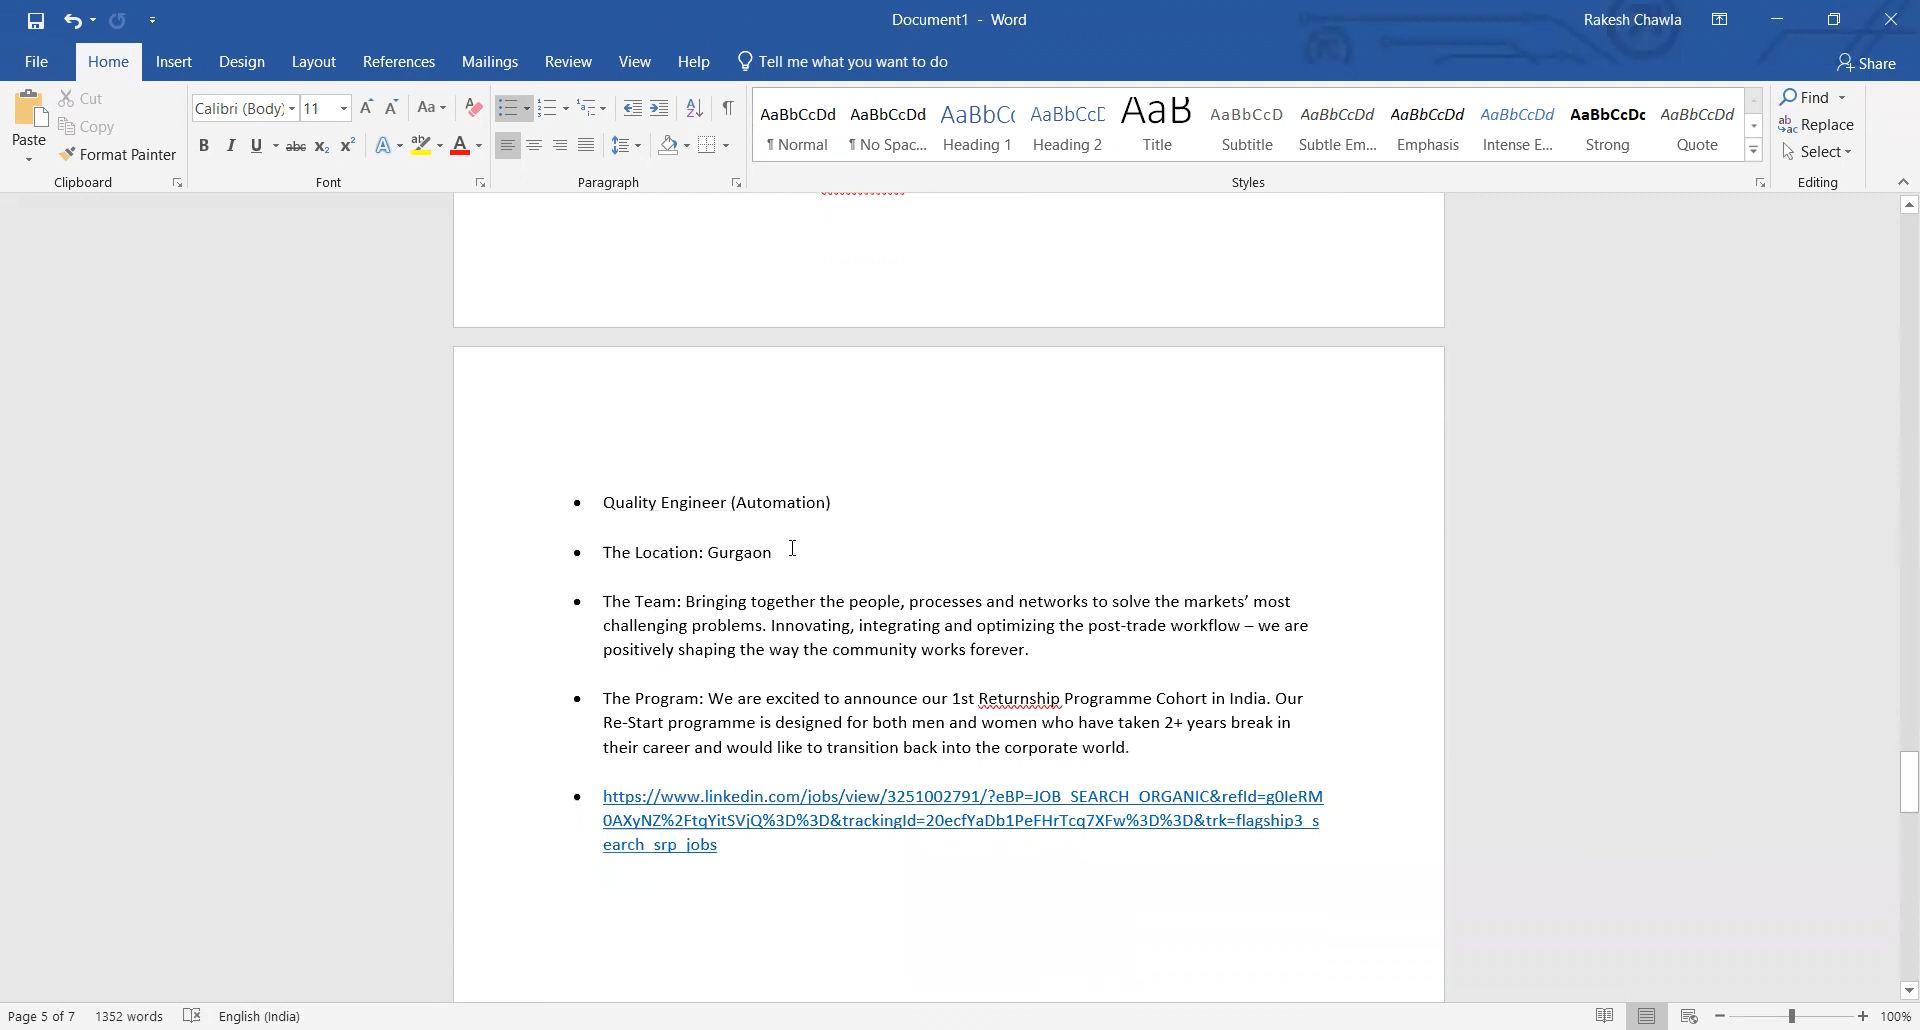 Document1 - Word
Rakesh Chawla
File Home Insert Design Layout References Mailings Review View Help Tell me what you want to do Share
Paste
Cut
Copy
Format Painter
Clipboard
Calibri (Body) 11 Aa
B I U abc X₂ X² A ab A
Font
Paragraph
AaBbCcDd AaBbCcDd AaBbCc AaBbCcD AaB AaBbCcD AaBbCcDd AaBbCcDd AaBbCcDd AaBbCcDc AaBbCcDd
¶ Normal ¶ No Spac... Heading 1 Heading 2 Title Subtitle Subtle Em... Emphasis Intense E... Strong Quote
Styles
Find
Replace
Select
Editing
• Quality Engineer (Automation)
• The Location: Gurgaon
• The Team: Bringing together the people, processes and networks to solve the markets’ most
challenging problems. Innovating, integrating and optimizing the post-trade workflow – we are
positively shaping the way the community works forever.
• The Program: We are excited to announce our 1st Returnship Programme Cohort in India. Our
Re-Start programme is designed for both men and women who have taken 2+ years break in
their career and would like to transition back into the corporate world.
• https://www.linkedin.com/jobs/view/3251002791/?eBP=JOB_SEARCH_ORGANIC&refId=g0IeRM
0AXyNZ%2FtqYitSVjQ%3D%3D&trackingId=20ecfYaDb1PeFHrTcq7XFw%3D%3D&trk=flagship3_s
earch_srp_jobs
Page 5 of 7 1352 words English (India) 100%